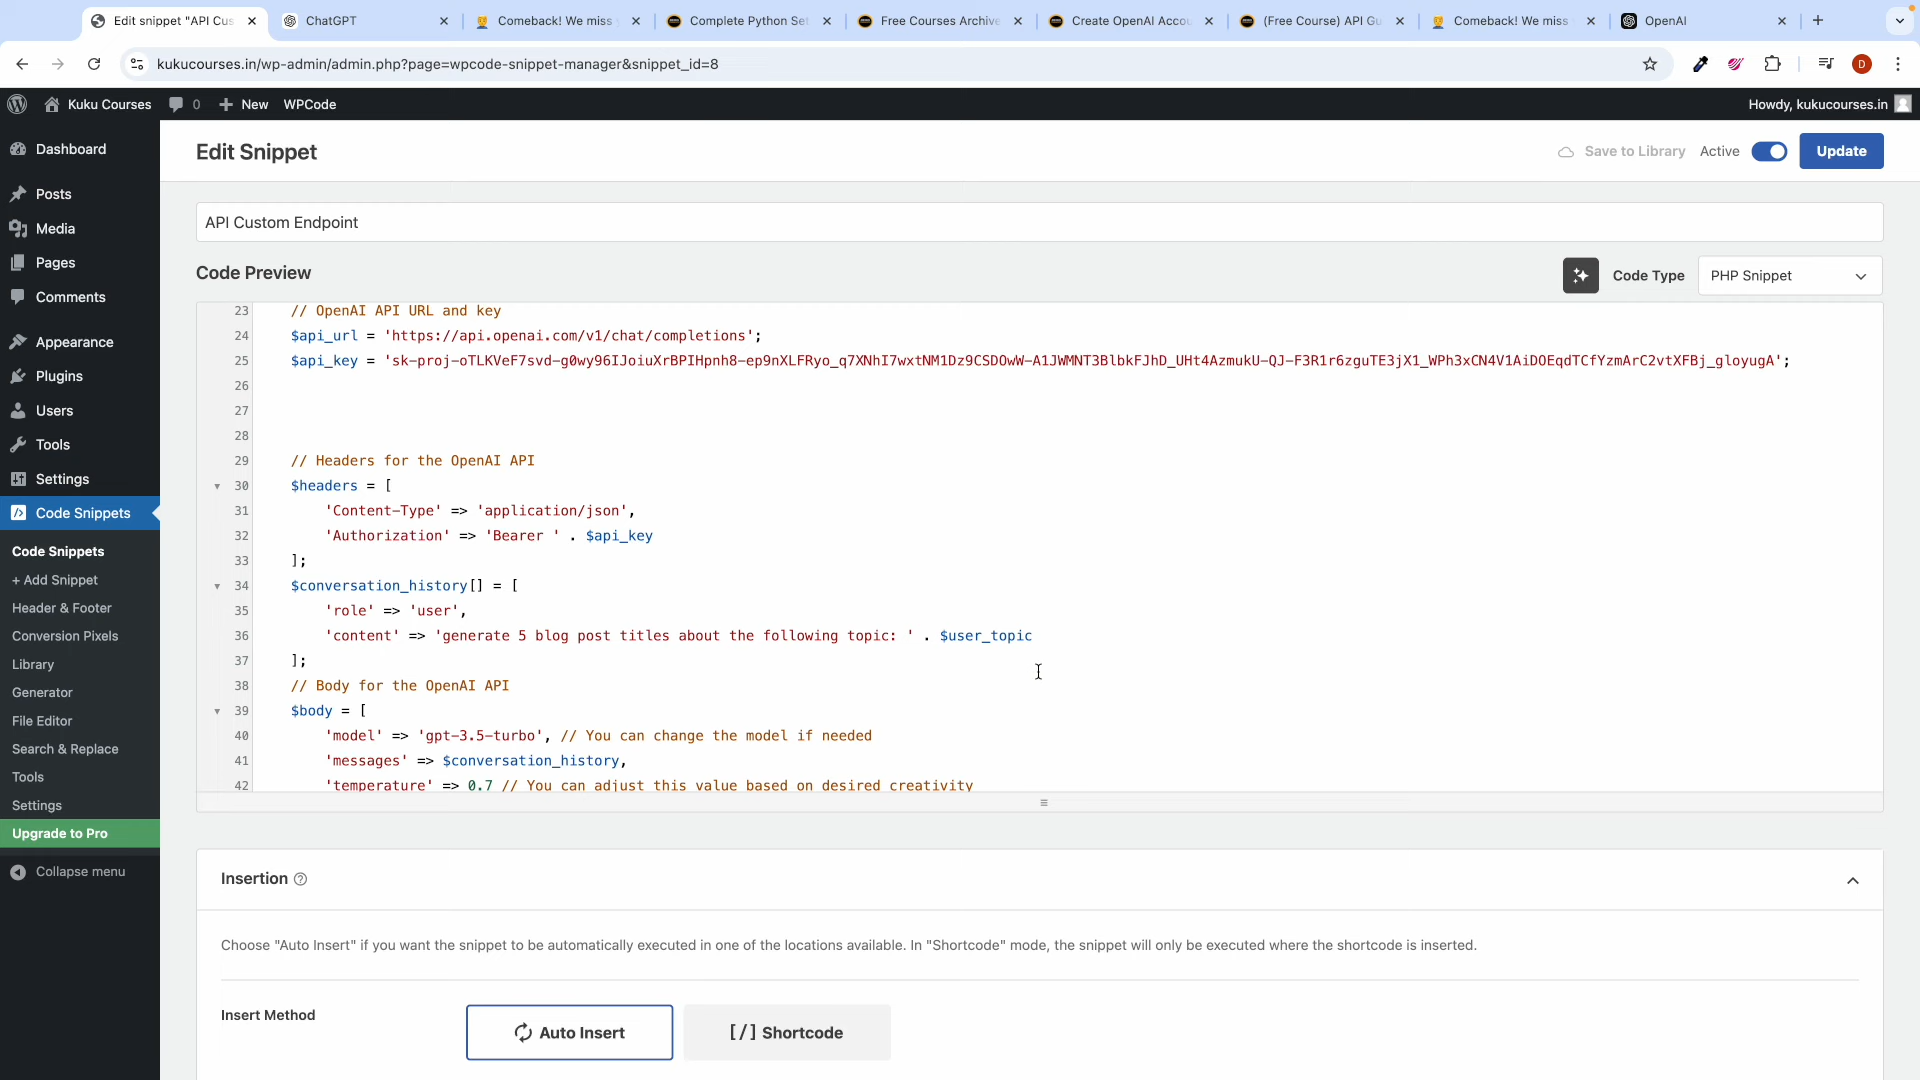 Edit snippet "API Cus
ChatGPT
Comeback! We miss
Complete Python Set
Free Courses Archive
Create OpenAI Accou
(Free Course) API Gu
Comeback! We miss
OpenAI
kukucourses.in/wp-admin/admin.php?page=wpcode-snippet-manager&snippet_id=8
D
Kuku Courses
0
New
WPCode
Howdy, kukucourses.in
Dashboard
Posts
Media
Pages
Comments
Appearance
Plugins
Users
Tools
Settings
Code Snippets
Code Snippets
+ Add Snippet
Header & Footer
Conversion Pixels
Library
Generator
File Editor
Search & Replace
Tools
Settings
Upgrade to Pro
Collapse menu
Edit Snippet
Save to Library
Active
Update
API Custom Endpoint
Code Preview
Code Type
PHP Snippet
23 // OpenAI API URL and key
24 $api_url = 'https://api.openai.com/v1/chat/completions';
25 $api_key = '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';
26
27
28
29 // Headers for the OpenAI API
30 $headers = [
31 'Content-Type' => 'application/json',
32 'Authorization' => 'Bearer ' . $api_key
33 ];
34 $conversation_history[] = [
35 'role' => 'user',
36 'content' => 'generate 5 blog post titles about the following topic: ' . $user_topic
37 ];
38 // Body for the OpenAI API
39 $body = [
40 'model' => 'gpt-3.5-turbo', // You can change the model if needed
41 'messages' => $conversation_history,
42 'temperature' => 0.7 // You can adjust this value based on desired creativity
Insertion
Choose "Auto Insert" if you want the snippet to be automatically executed in one of the locations available. In "Shortcode" mode, the snippet will only be executed where the shortcode is inserted.
Insert Method
Auto Insert
[/] Shortcode